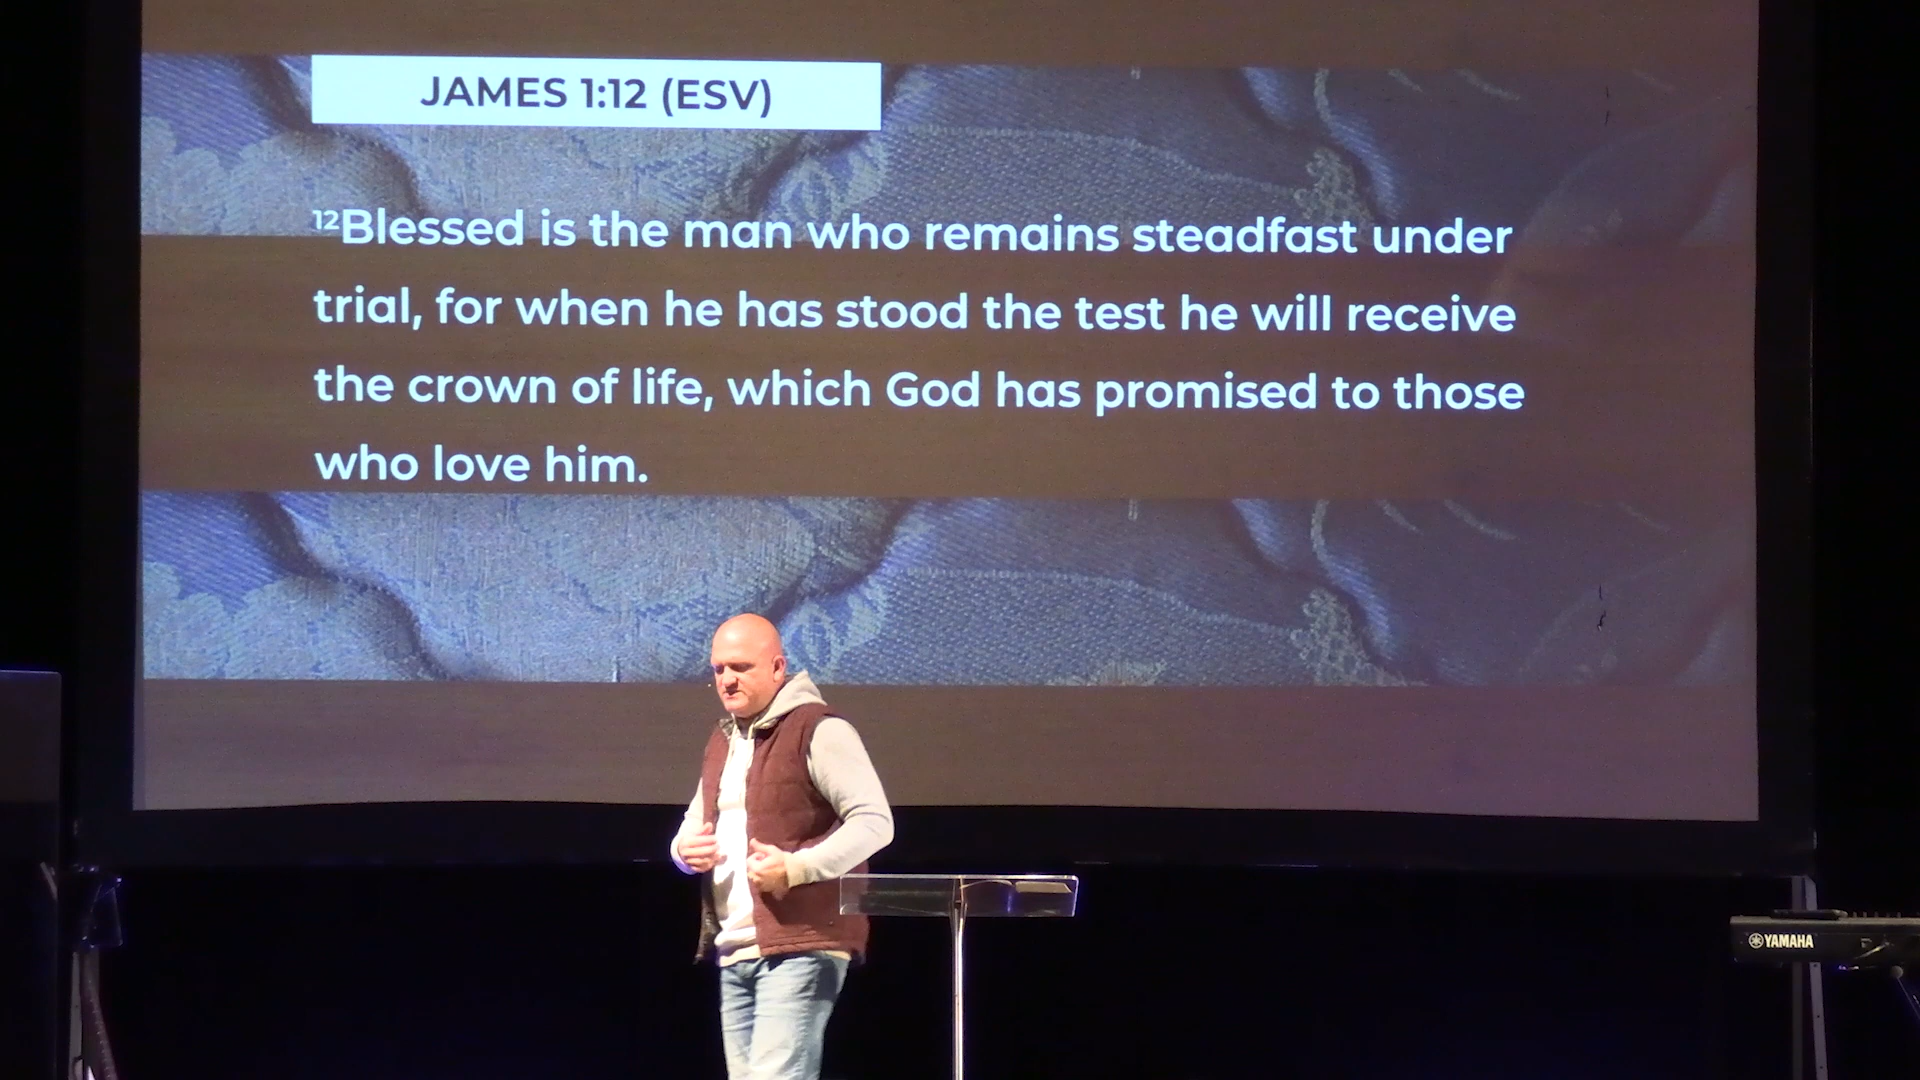 JAMES 1:12 (ESV)
¹²Blessed is the man who remains steadfast under
trial, for when he has stood the test he will receive
the crown of life, which God has promised to those
who love him.
YAMAHA